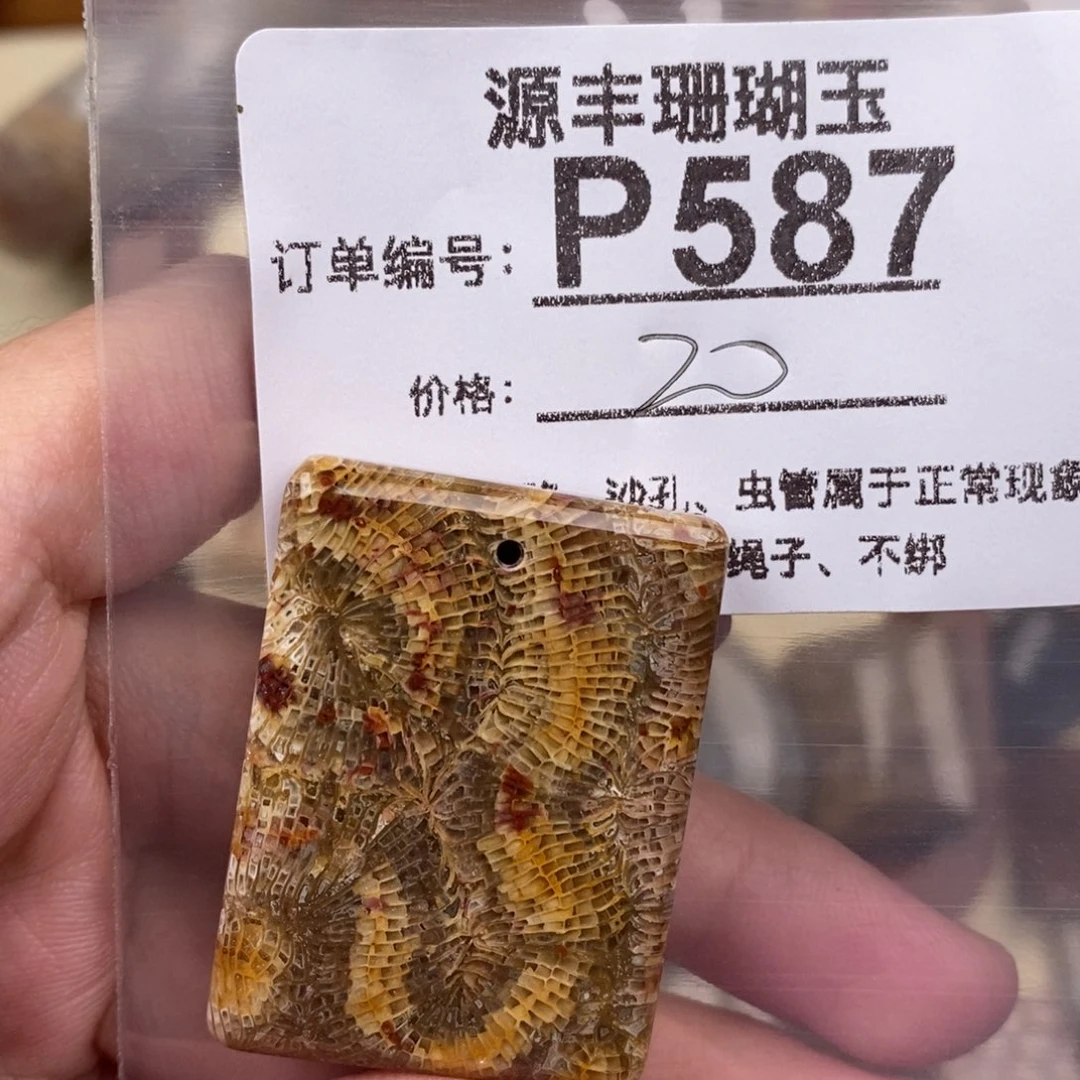 源丰珊瑚玉
订单编号：P587
价格：20
沙孔、虫管属于正常现象
绳子、不绑